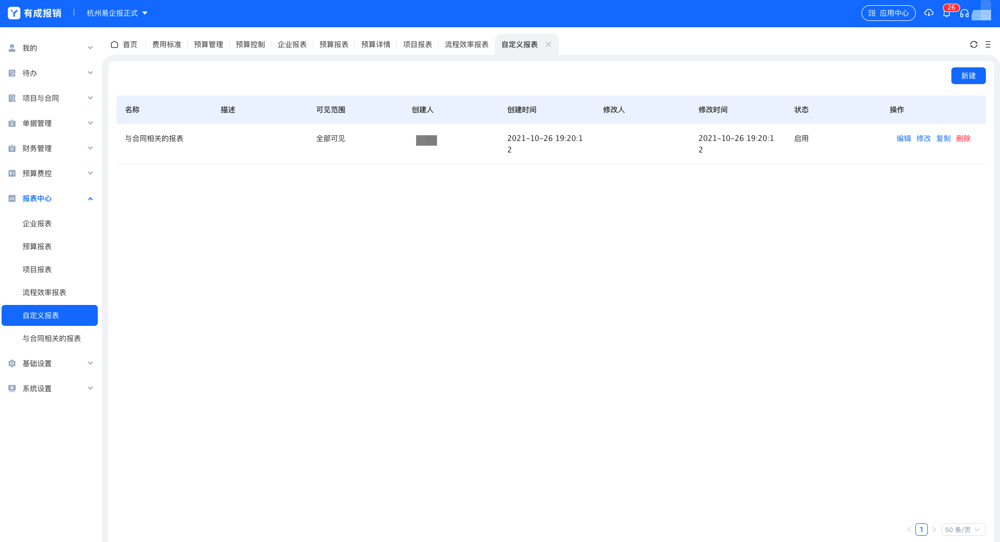 有成报销 杭州易企报正式 应用中心 26
首页 费用标准 预算管理 预算控制 企业报表 预算报表 预算详情 项目报表 流程效率报表 自定义报表
我的
待办
项目与合同
单据管理
财务管理
预算费控
报表中心
企业报表
预算报表
项目报表
流程效率报表
自定义报表
与合同相关的报表
基础设置
系统设置
新建
名称 描述 可见范围 创建人 创建时间 修改人 修改时间 状态 操作
与合同相关的报表 全部可见 2021-10-26 19:20:1 2021-10-26 19:20:1 启用 编辑 修改 复制 删除
2 2
1 50 条/页